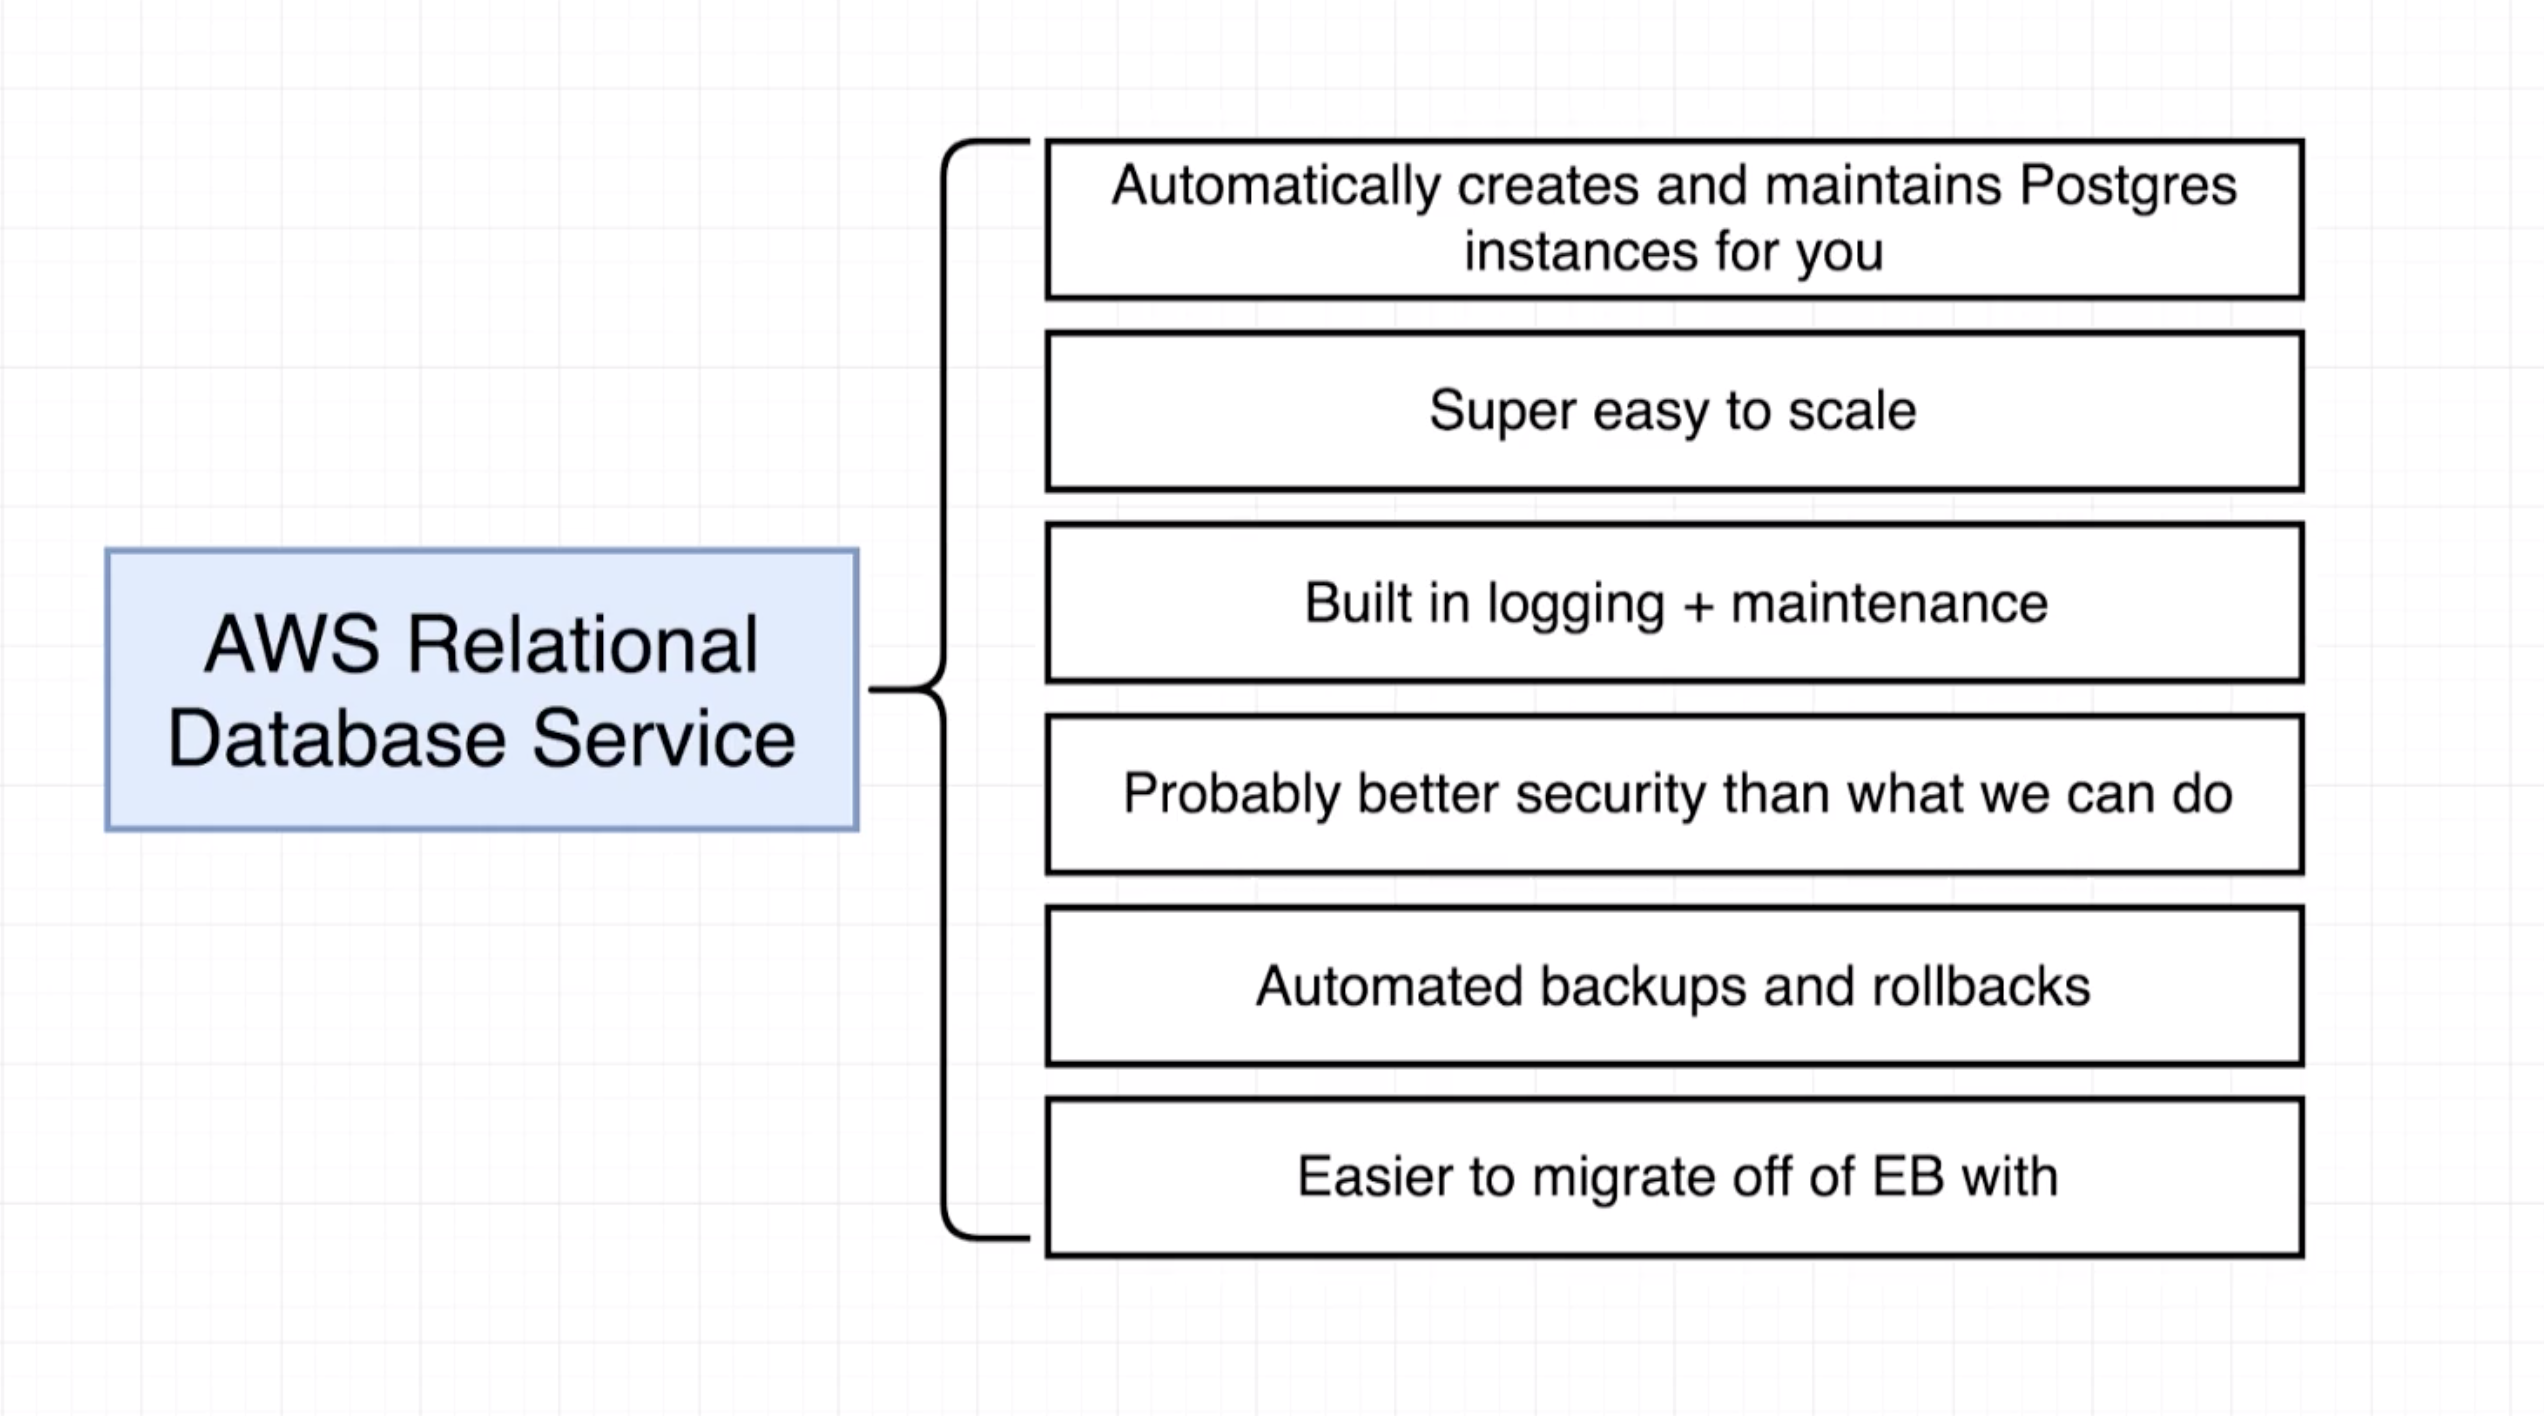 AWS Relational
Database Service
Automatically creates and maintains Postgres
instances for you
Super easy to scale
Built in logging + maintenance
Probably better security than what we can do
Automated backups and rollbacks
Easier to migrate off of EB with